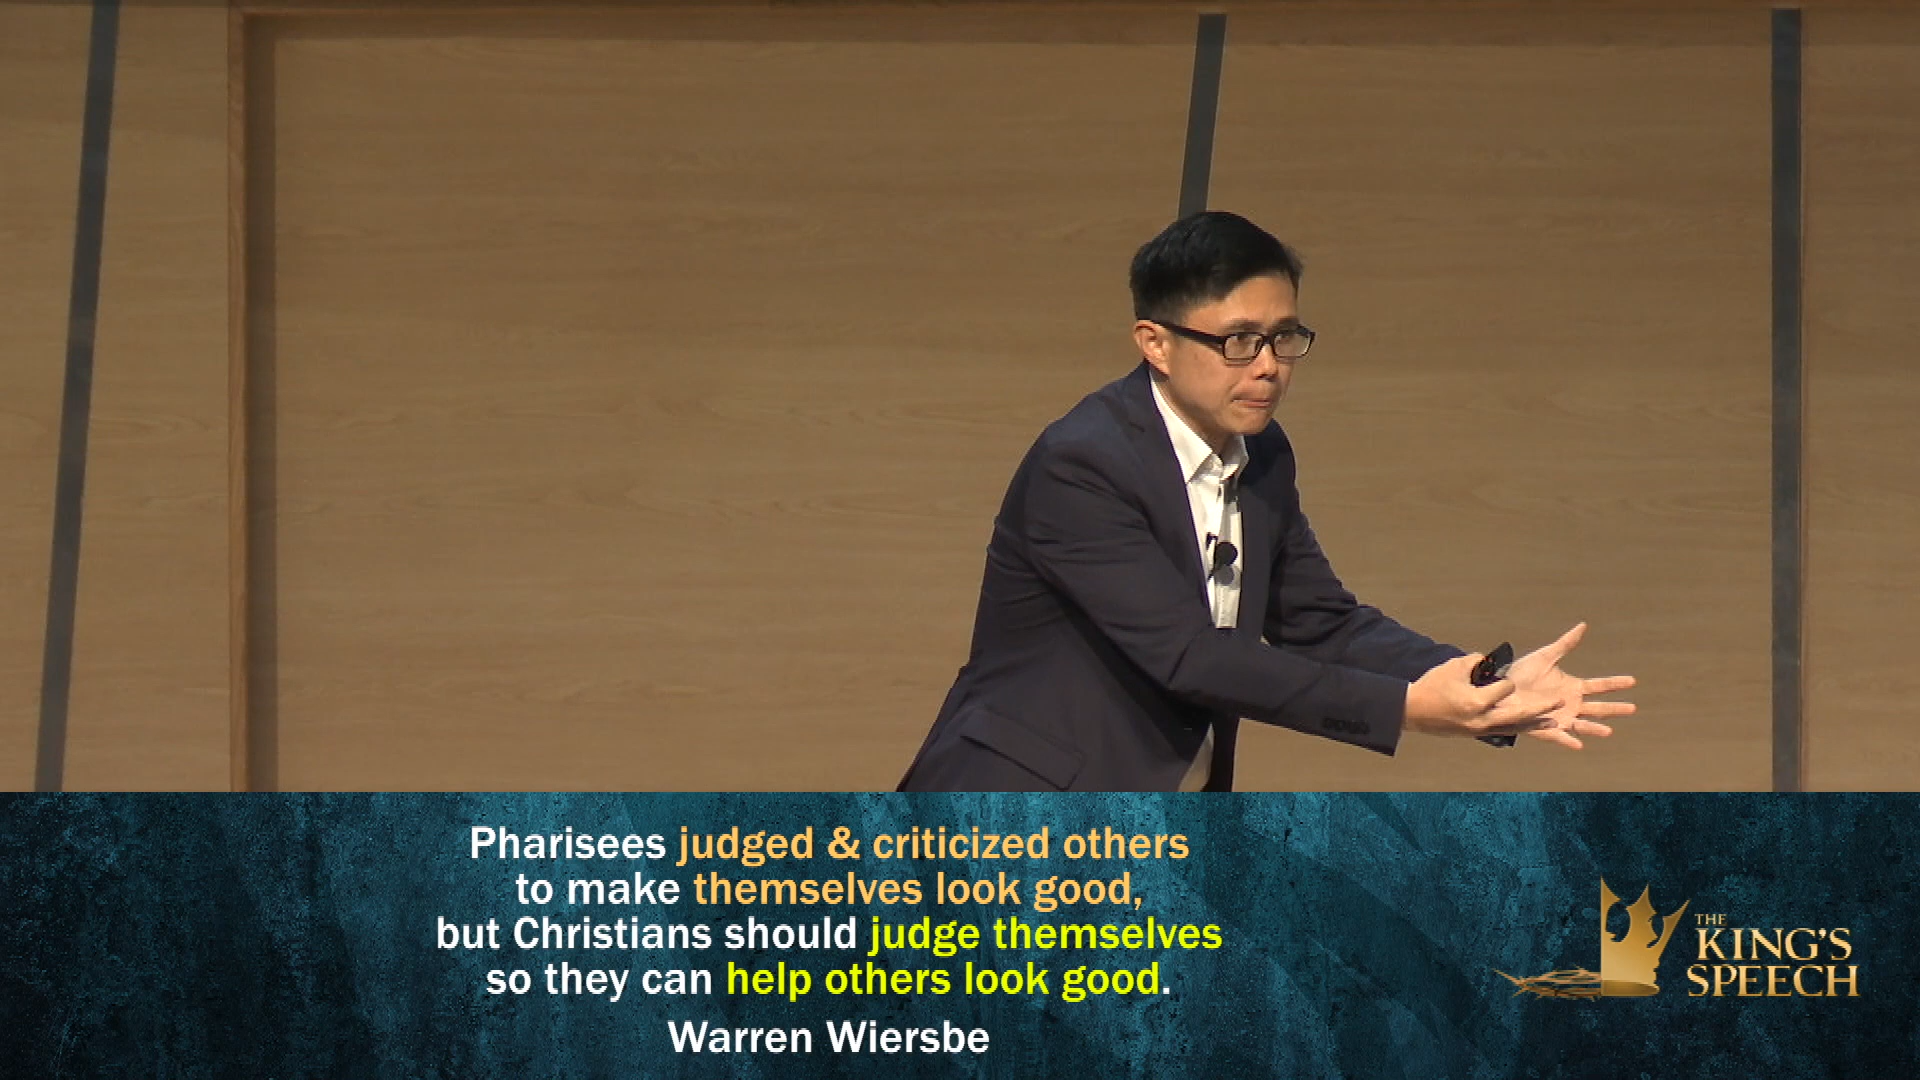 Pharisees judged & criticized others
to make themselves look good,
but Christians should judge themselves
so they can help others look good.
Warren Wiersbe
THE
KING'S
SPEECH